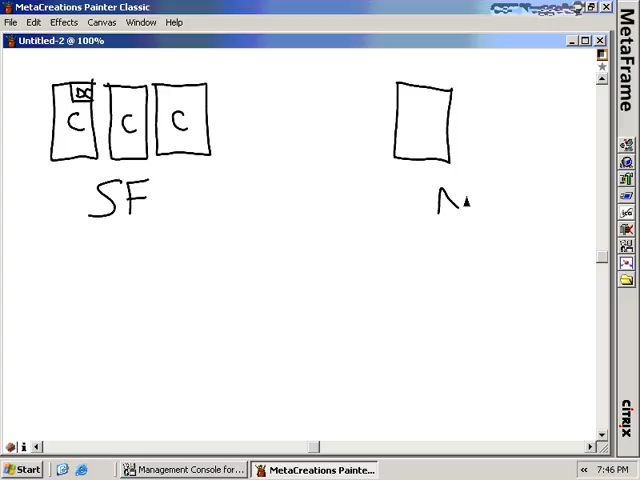 MetaCreations Painter Classic
File Edit Effects Canvas Window Help
Untitled-2 @ 100%
DC
C C C
SF
MetaFrame
CITRIX
Start
Management Console for...
MetaCreations Painte...
7:46 PM